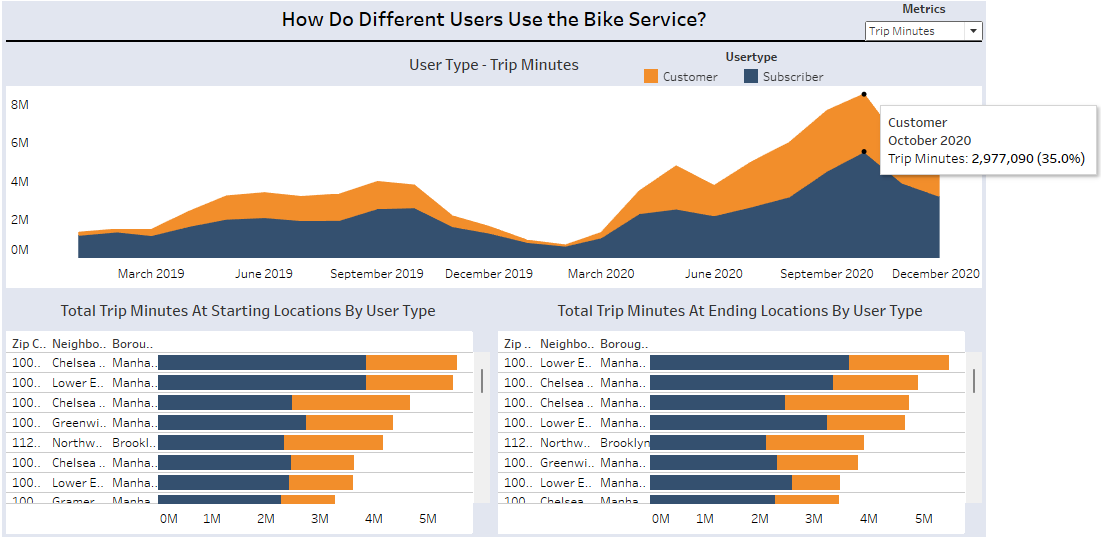 How Do Different Users Use the Bike Service?
Metrics
Trip Minutes
User Type - Trip Minutes
Usertype
Customer
Subscriber
8M
6M
4M
2M
0M
Customer
October 2020
Trip Minutes: 2,977,090 (35.0%)
March 2019 June 2019 September 2019 December 2019 March 2020 June 2020 September 2020 December 2020
Total Trip Minutes At Starting Locations By User Type
Zip C.. Neighbo.. Borou..
100.. Chelsea .. Manha..
100.. Lower E.. Manha..
100.. Chelsea .. Manha..
100.. Greenwi.. Manha..
112.. Northw.. Brookl..
100.. Chelsea .. Manha..
100.. Lower E.. Manha..
100.. Gramer.. Manha..
0M 1M 2M 3M 4M 5M
Total Trip Minutes At Ending Locations By User Type
Zip .. Neighbo.. Boroug..
100.. Lower E.. Manha..
100.. Chelsea .. Manha..
100.. Chelsea .. Manha..
100.. Lower E.. Manha..
112.. Northw.. Brooklyn
100.. Greenwi.. Manha..
100.. Lower E.. Manha..
100.. Chelsea .. Manha..
0M 1M 2M 3M 4M 5M